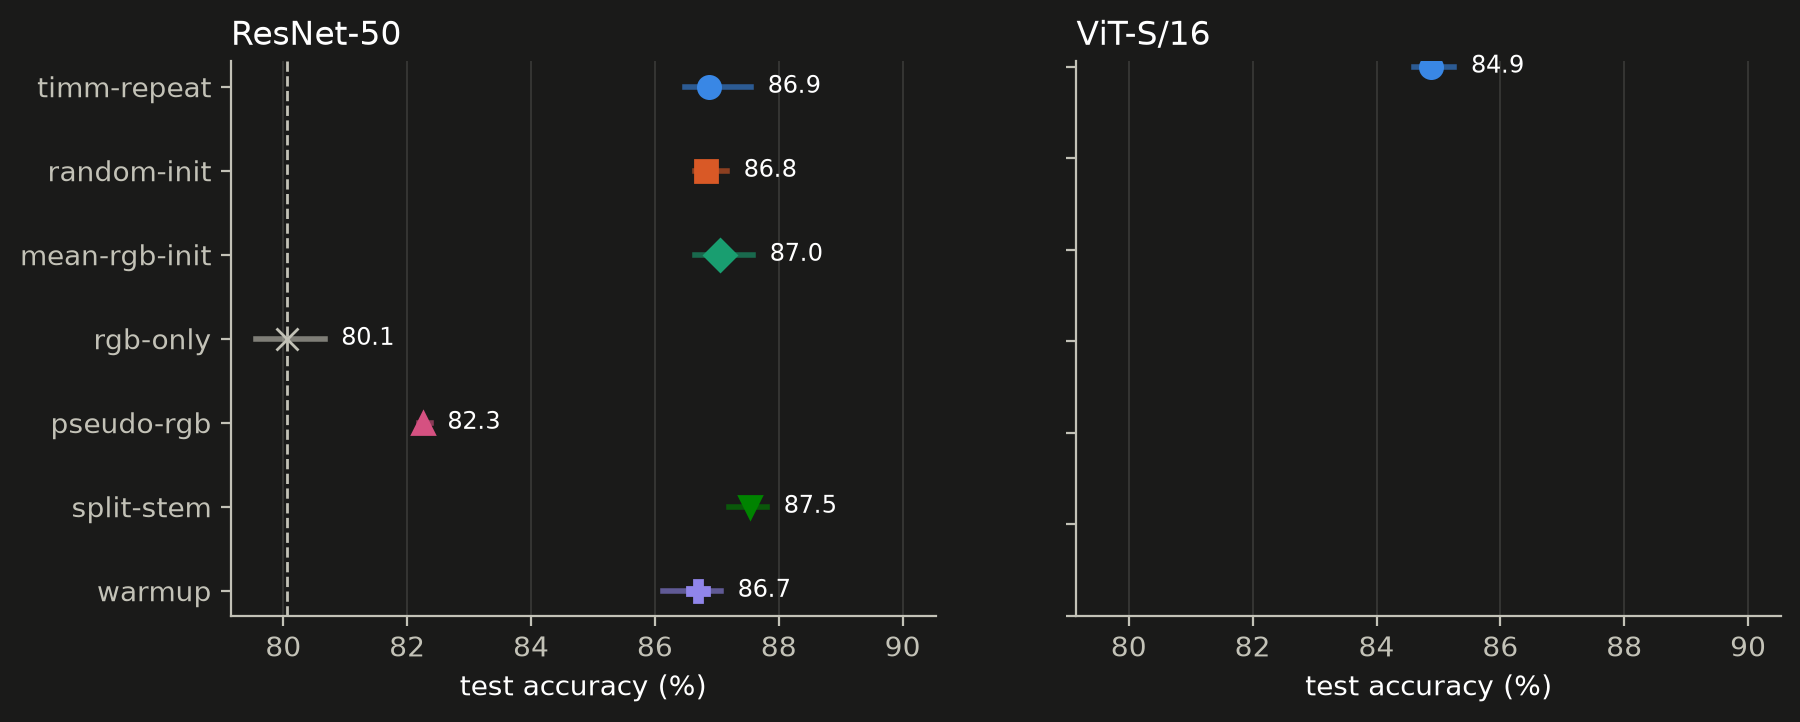 ResNet-50
timm-repeat 86.9
random-init 86.8
mean-rgb-init 87.0
rgb-only 80.1
pseudo-rgb 82.3
split-stem 87.5
warmup 86.7
80 82 84 86 88 90
test accuracy (%)
ViT-S/16
84.9
80 82 84 86 88 90
test accuracy (%)